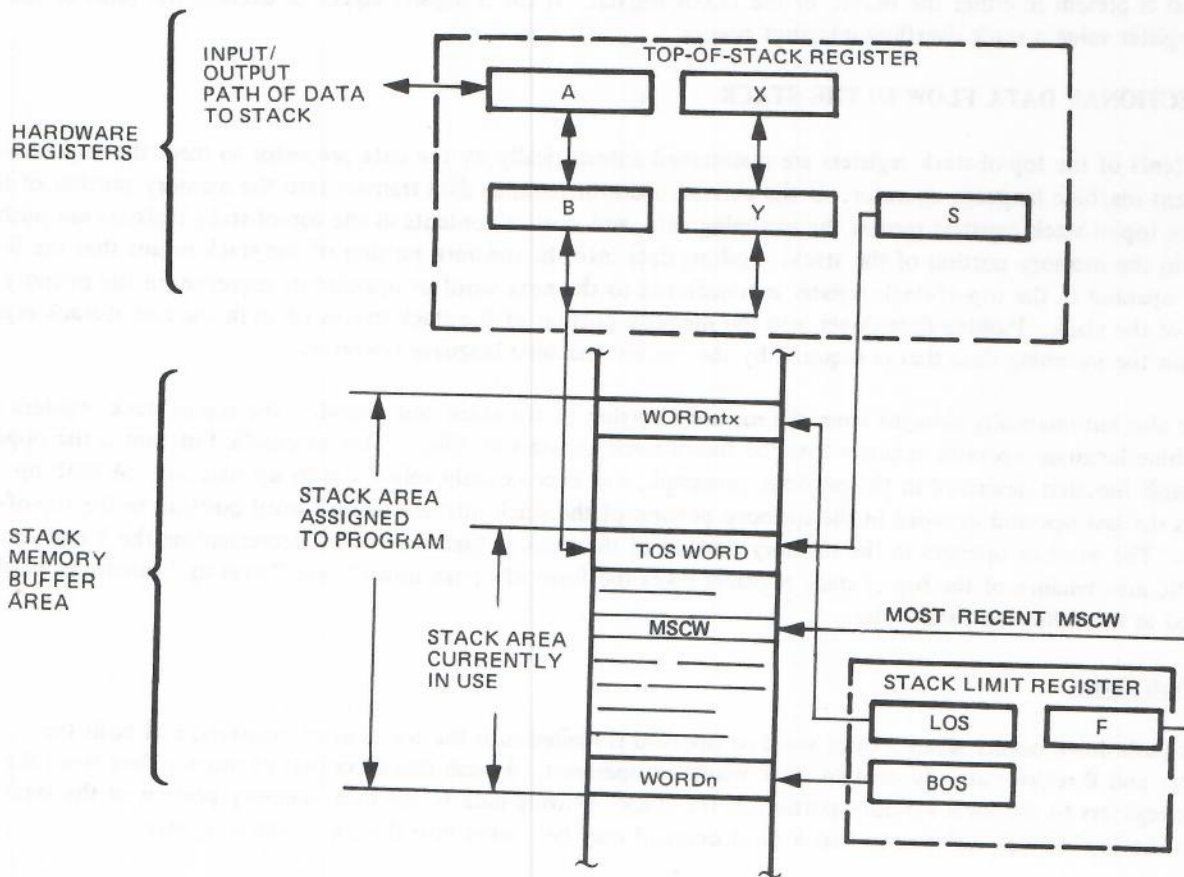 TOP-OF-STACK REGISTER
INPUT/
OUTPUT
PATH OF DATA
TO STACK
A
X
HARDWARE
REGISTERS
B
Y
S
WORDntx
STACK AREA
ASSIGNED
TO PROGRAM
TOS WORD
STACK
MEMORY
BUFFER
AREA
MSCW
MOST RECENT MSCW
STACK AREA
CURRENTLY
IN USE
STACK LIMIT REGISTER
LOS
F
BOS
WORDn